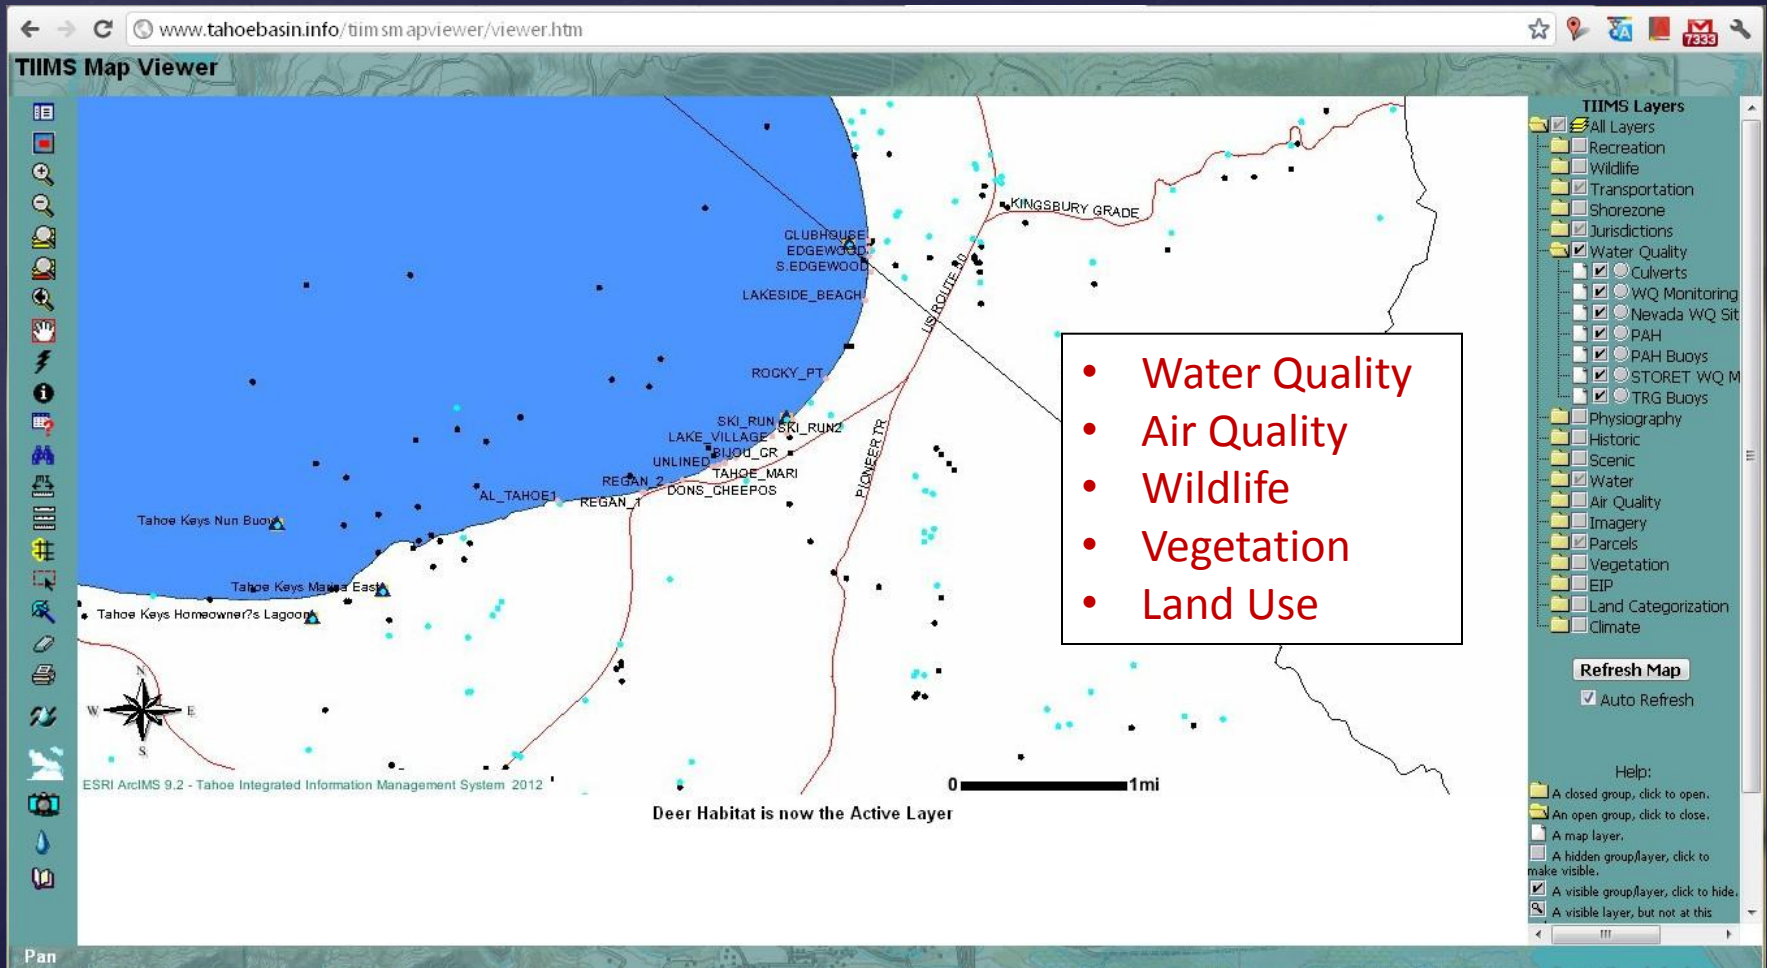 www.tahoebasin.info/tiimsmapviewer/viewer.htm
7333
TIIMS Map Viewer
CLUBHOUSE
EDGEWOOD
S.EDGEWOOD
LAKESIDE_BEACH
ROCKY_PT
SKI_RUN
SKI_RUN2
LAKE_VILLAGE
BIJOU_CR
UNLINED
TAHOE_MARI
REGAN_2
DONS_CHEEPOS
AL_TAHOE1
REGAN_1
KINGSBURY GRADE
US ROUTE 50
PIONEER TR
Tahoe Keys Nun Buoy
Tahoe Keys Marina East
Tahoe Keys Homeowner?s Lagoon
N
W
E
S
ESRI ArcIMS 9.2 - Tahoe Integrated Information Management System 2012
0 1mi
Deer Habitat is now the Active Layer
• Water Quality
• Air Quality
• Wildlife
• Vegetation
• Land Use
TIIMS Layers
All Layers
Recreation
Wildlife
Transportation
Shorezone
Jurisdictions
Water Quality
Culverts
WQ Monitoring
Nevada WQ Sit
PAH
PAH Buoys
STORET WQ M
TRG Buoys
Physiography
Historic
Scenic
Water
Air Quality
Imagery
Parcels
Vegetation
EIP
Land Categorization
Climate
Refresh Map
Auto Refresh
Help:
A closed group, click to open.
An open group, click to close.
A map layer.
A hidden group/layer, click to
make visible.
A visible group/layer, click to hide.
A visible layer, but not at this
Pan